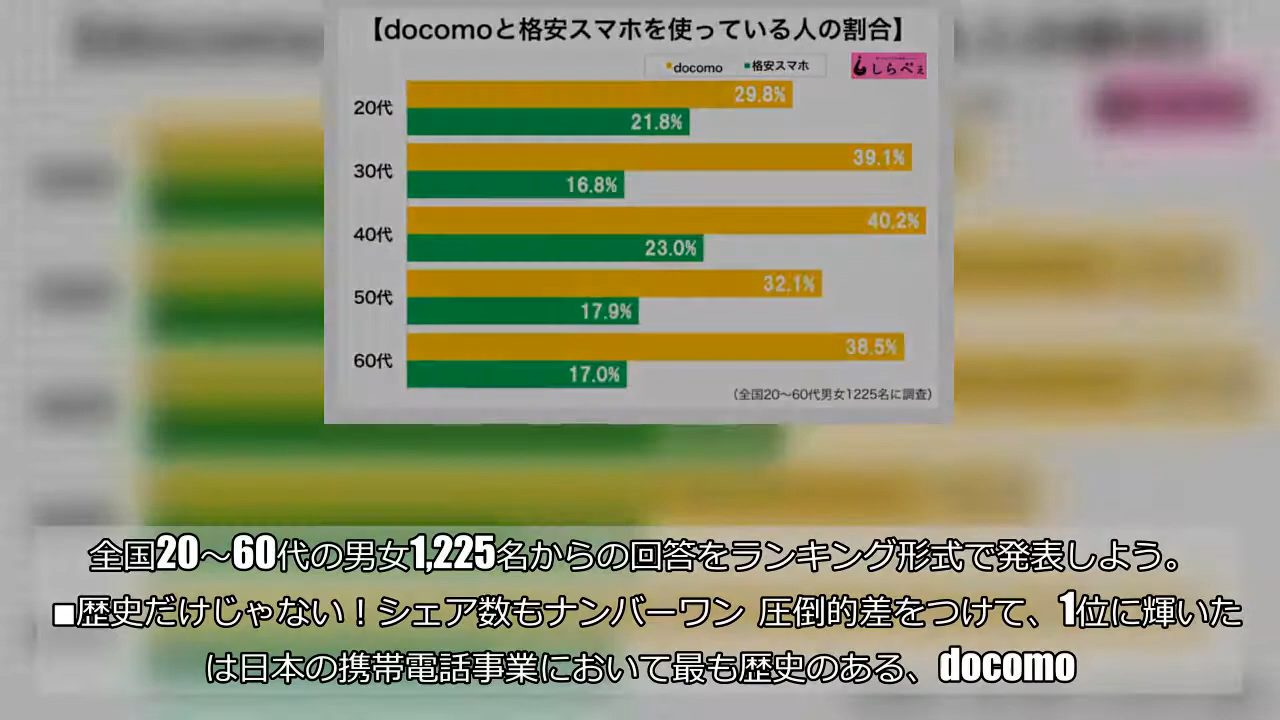 【docomoと格安スマホを使っている人の割合】
docomo 格安スマホ
しらべぇ
20代 29.8%
21.8%
30代 39.1%
16.8%
40代 40.2%
23.0%
50代 32.1%
17.9%
60代 38.5%
17.0%
（全国20〜60代男女1225名に調査）
全国20〜60代の男女1,225名からの回答をランキング形式で発表しよう。
■歴史だけじゃない！シェア数もナンバーワン 圧倒的差をつけて、1位に輝いた
は日本の携帯電話事業において最も歴史のある、docomo